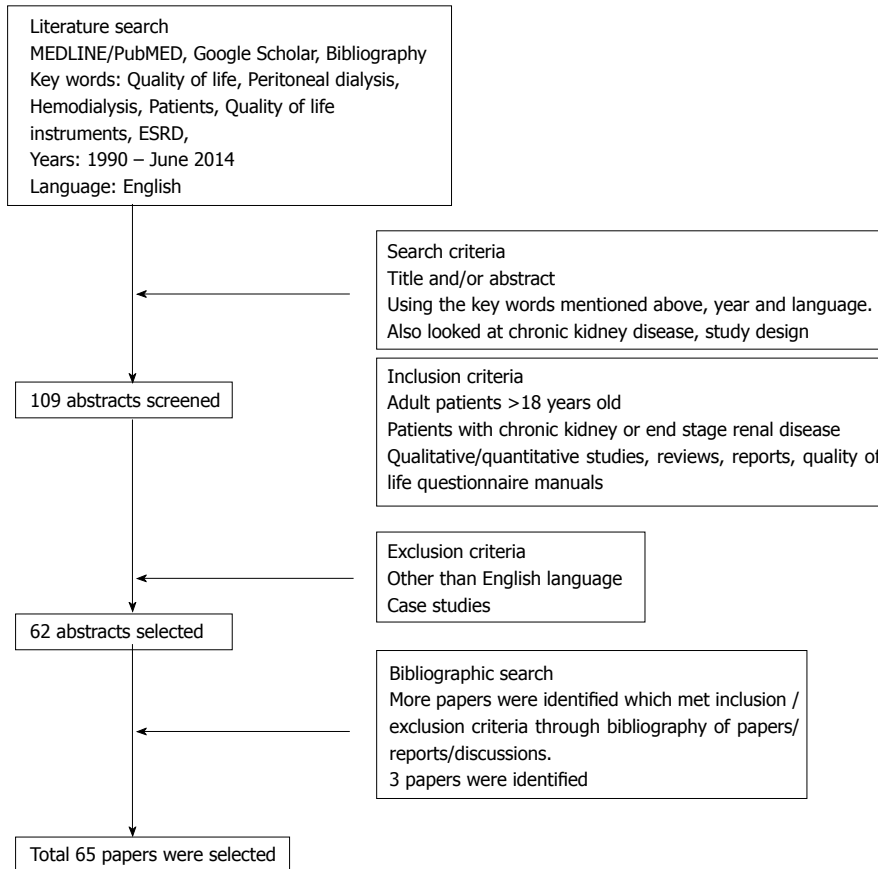 Literature search
MEDLINE/PubMED, Google Scholar, Bibliography
Key words: Quality of life, Peritoneal dialysis,
Hemodialysis, Patients, Quality of life
instruments, ESRD,
Years: 1990 – June 2014
Language: English
Search criteria
Title and/or abstract
Using the key words mentioned above, year and language.
Also looked at chronic kidney disease, study design
109 abstracts screened
Inclusion criteria
Adult patients >18 years old
Patients with chronic kidney or end stage renal disease
Qualitative/quantitative studies, reviews, reports, quality of
life questionnaire manuals
Exclusion criteria
Other than English language
Case studies
62 abstracts selected
Bibliographic search
More papers were identified which met inclusion /
exclusion criteria through bibliography of papers/
reports/discussions.
3 papers were identified
Total 65 papers were selected